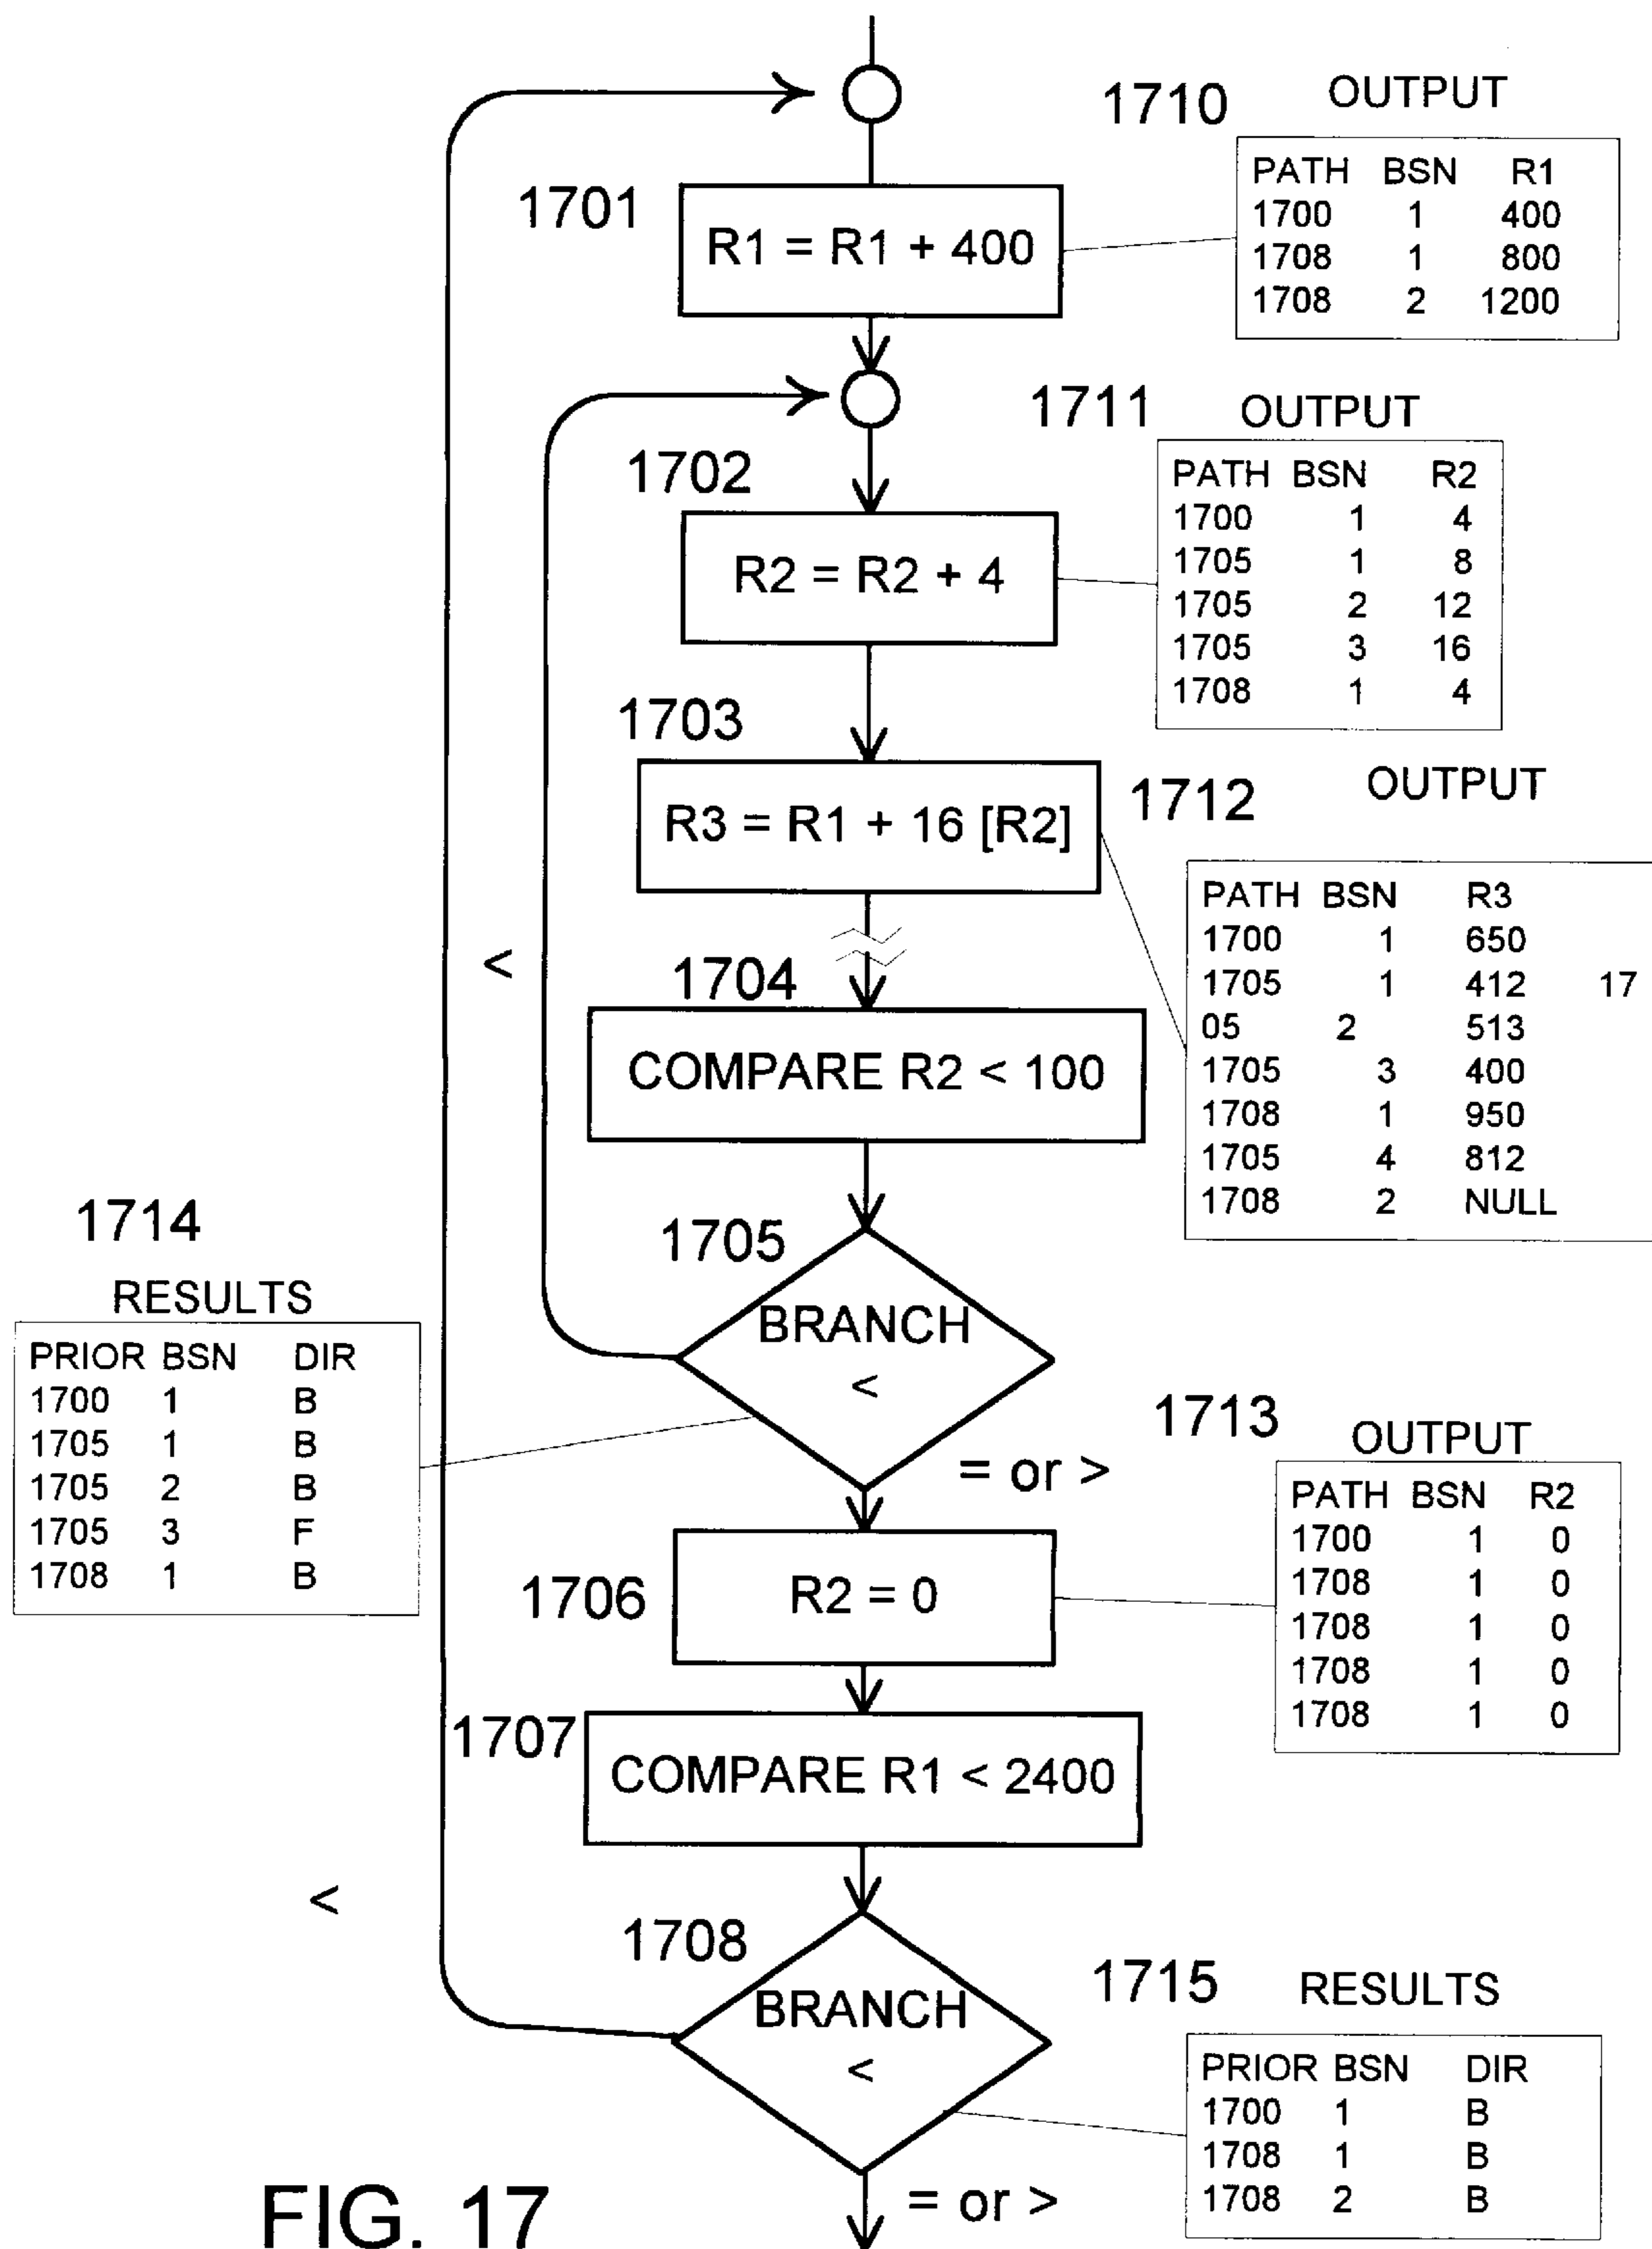 1710 OUTPUT
PATH BSN R1
1700 1 400
1708 1 800
1708 2 1200
1701
R1 = R1 + 400
1711 OUTPUT
PATH BSN R2
1700 1 4
1705 1 8
1705 2 12
1705 3 16
1708 1 4
1702
R2 = R2 + 4
1703
R3 = R1 + 16 [R2]
1712 OUTPUT
PATH BSN R3
1700 1 650
1705 1 412 17
05 2 513
1705 3 400
1708 1 950
1705 4 812
1708 2 NULL
<
1704
COMPARE R2 < 100
1714
RESULTS
PRIOR BSN DIR
1700 1 B
1705 1 B
1705 2 B
1705 3 F
1708 1 B
1705
BRANCH
<
= or >
1713
OUTPUT
PATH BSN R2
1700 1 0
1708 1 0
1708 1 0
1708 1 0
1708 1 0
1706
R2 = 0
1707
COMPARE R1 < 2400
<
1708
BRANCH
<
1715 RESULTS
PRIOR BSN DIR
1700 1 B
1708 1 B
1708 2 B
= or >
FIG. 17